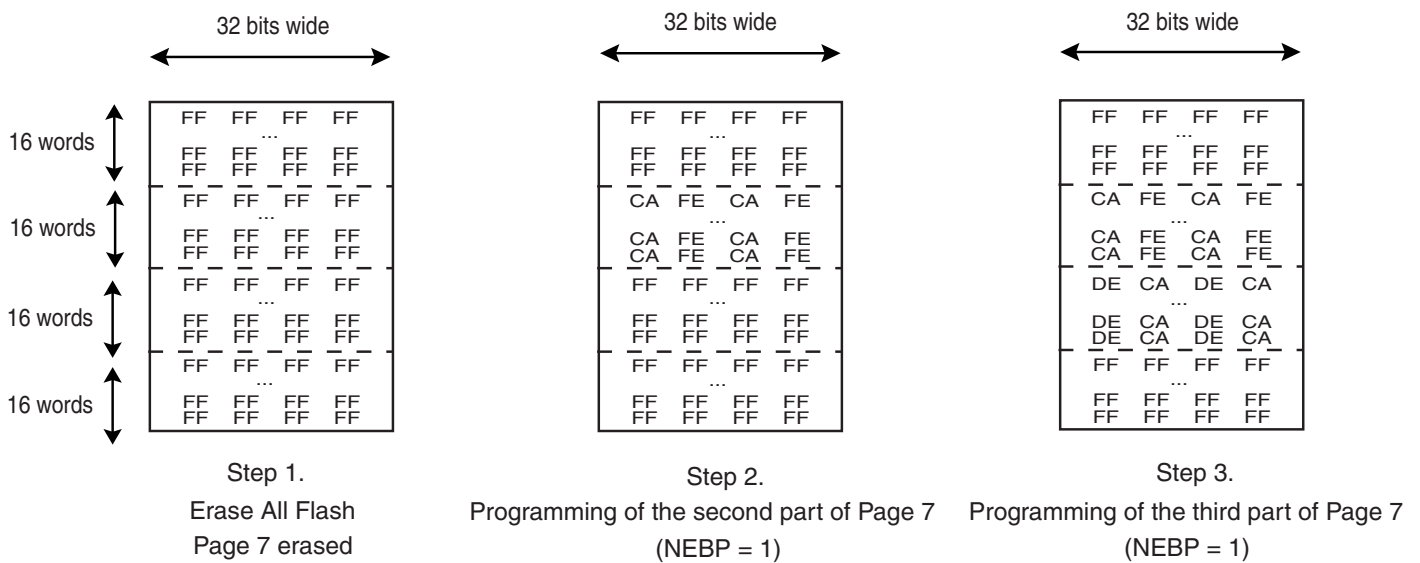 32 bits wide
16 words
16 words
16 words
16 words
FF FF FF FF
...
FF FF FF FF
FF FF FF FF
FF FF FF FF
...
FF FF FF FF
FF FF FF FF
FF FF FF FF
...
FF FF FF FF
FF FF FF FF
FF FF FF FF
...
FF FF FF FF
FF FF FF FF
Step 1.
Erase All Flash
Page 7 erased
32 bits wide
FF FF FF FF
...
FF FF FF FF
FF FF FF FF
CA FE CA FE
...
CA FE CA FE
CA FE CA FE
FF FF FF FF
...
FF FF FF FF
FF FF FF FF
FF FF FF FF
...
FF FF FF FF
FF FF FF FF
Step 2.
Programming of the second part of Page 7
(NEBP = 1)
32 bits wide
FF FF FF FF
...
FF FF FF FF
FF FF FF FF
CA FE CA FE
...
CA FE CA FE
CA FE CA FE
DE CA DE CA
...
DE CA DE CA
DE CA DE CA
FF FF FF FF
...
FF FF FF FF
FF FF FF FF
Step 3.
Programming of the third part of Page 7
(NEBP = 1)